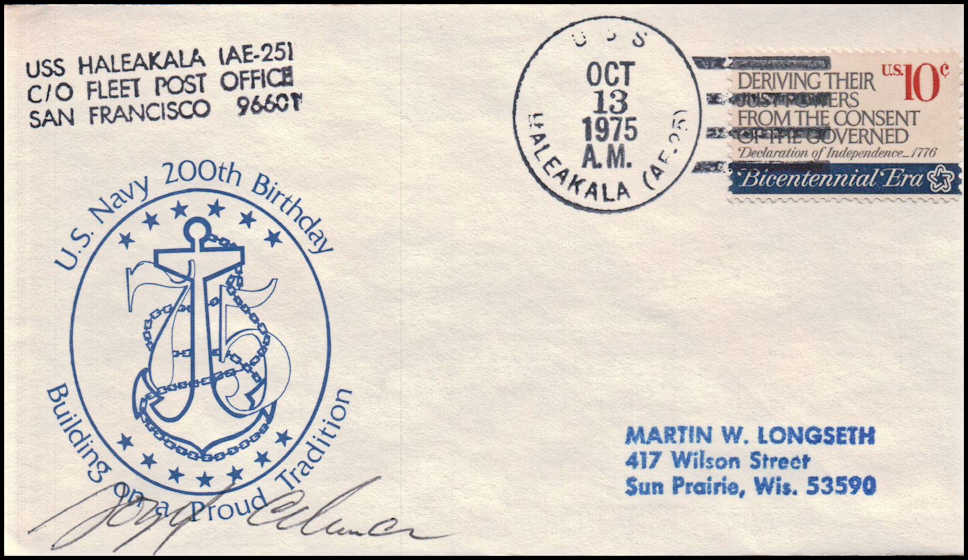 USS HALEAKALA (AE-25)
C/O FLEET POST OFFICE
SAN FRANCISCO 96601
USS
OCT
13
1975
A.M.
HALEAKALA (AE-25)
U.S. 10¢
DERIVING THEIR
JUST POWERS
FROM THE CONSENT
OF THE GOVERNED
Declaration of Independence...1776
Bicentennial Era
U.S. Navy 200th Birthday
75
Building on a Proud Tradition
MARTIN W. LONGSETH
417 Wilson Street
Sun Prairie, Wis. 53590